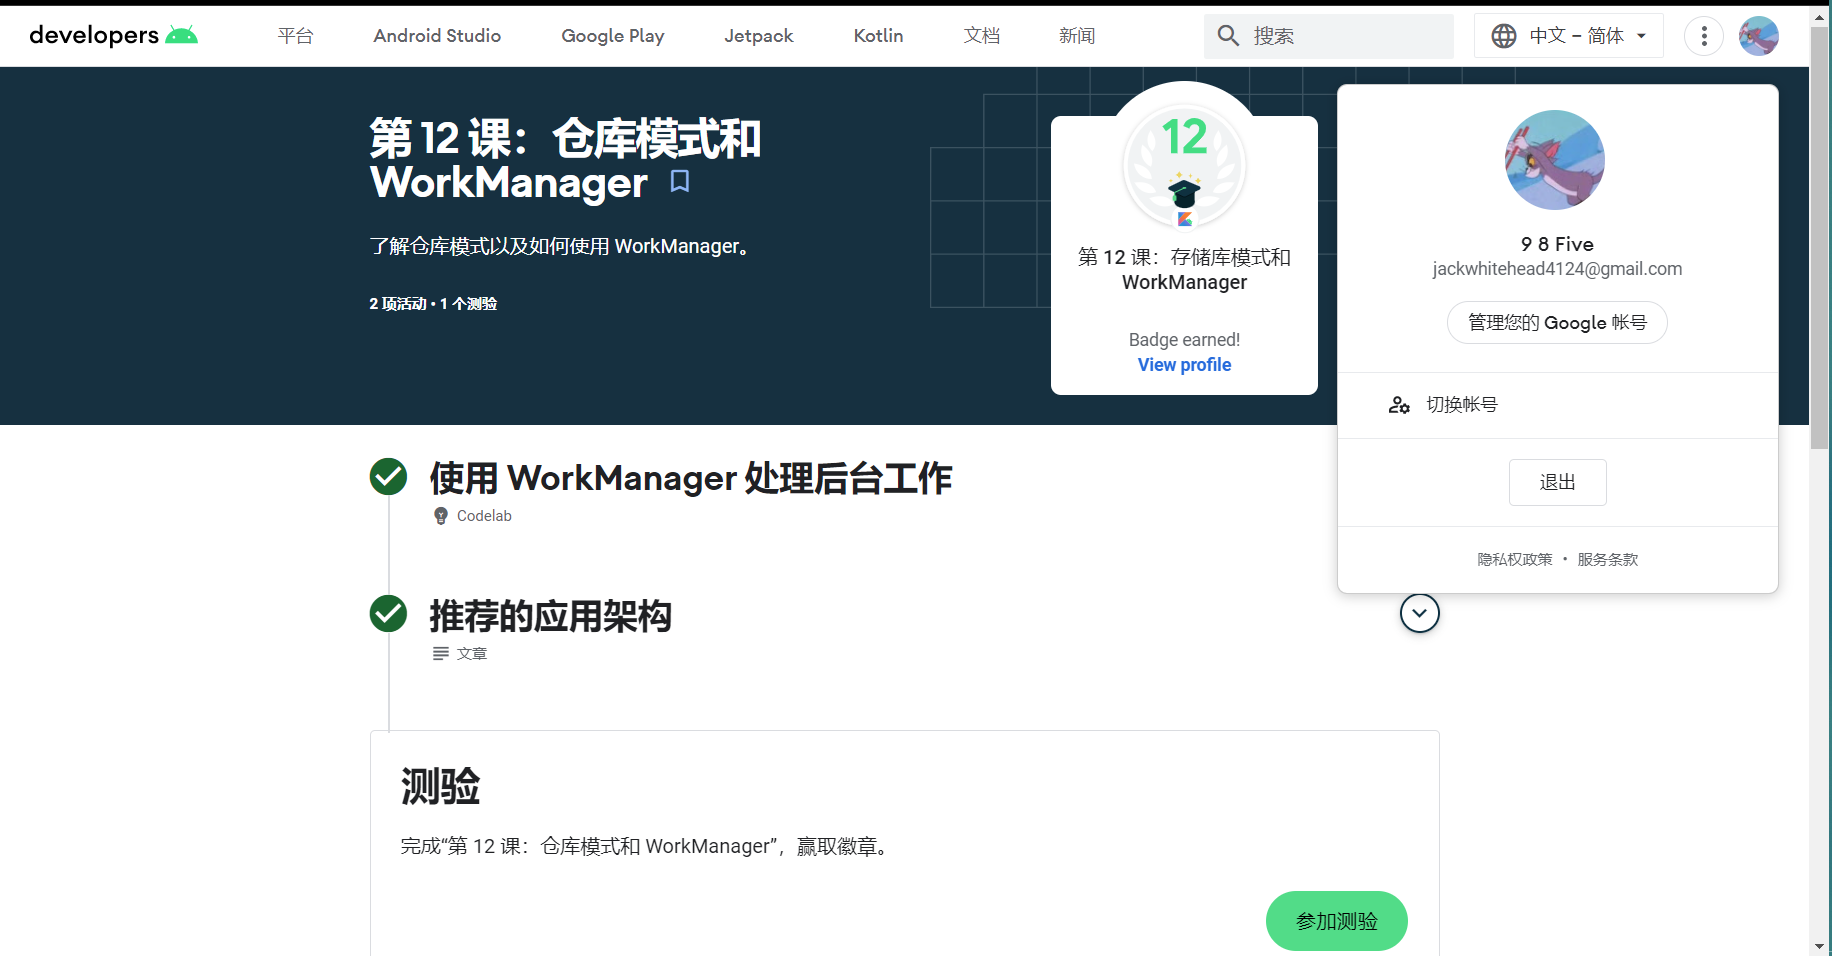 developers
平台
Android Studio
Google Play
Jetpack
Kotlin
文档
新闻
搜索
中文 – 简体
第 12 课：仓库模式和
WorkManager
了解仓库模式以及如何使用 WorkManager。
2 项活动 • 1 个测验
12
第 12 课：存储库模式和
WorkManager
Badge earned!
View profile
9 8 Five
jackwhitehead4124@gmail.com
管理您的 Google 帐号
切换帐号
退出
隐私权政策 • 服务条款
使用 WorkManager 处理后台工作
Codelab
推荐的应用架构
文章
测验
完成“第 12 课：仓库模式和 WorkManager”，赢取徽章。
参加测验